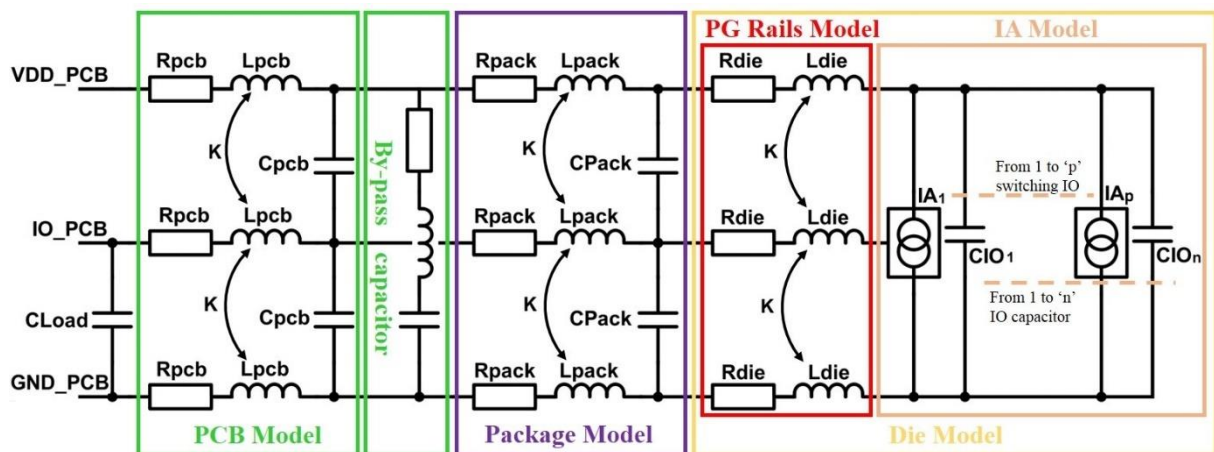 PG Rails Model IA Model
VDD_PCB Rpcb Lpcb Rpack Lpack Rdie Ldie
K Cpcb By-pass K CPack K
From 1 to ‘p’
switching IO
IA1 IAp
IO_PCB Rpcb Lpcb Rpack Lpack Rdie Ldie
CIO1 CIOn
From 1 to ‘n’
IO capacitor
CLoad K Cpcb capacitor K CPack K
GND_PCB Rpcb Lpcb Rpack Lpack Rdie Ldie
PCB Model Package Model Die Model